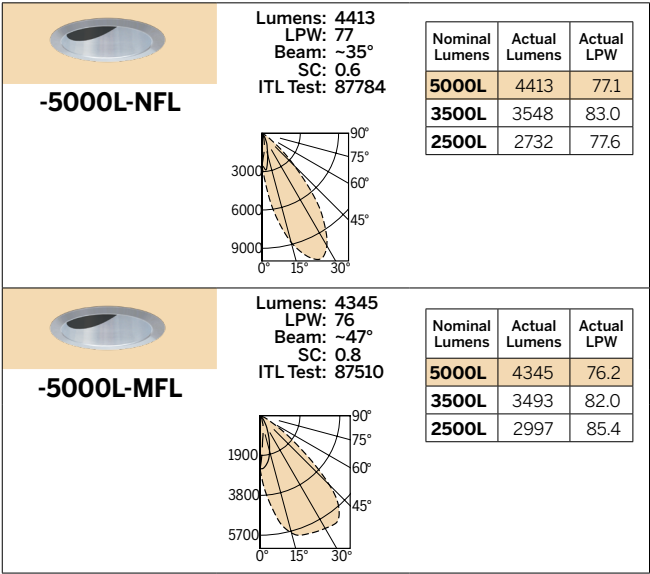 -5000L-NFL
Lumens: 4413
LPW: 77
Beam: ~35°
SC: 0.6
ITL Test: 87784
90°
75°
60°
45°
3000
6000
9000
0° 15° 30°
Nominal Lumens Actual Lumens Actual LPW
5000L 4413 77.1
3500L 3548 83.0
2500L 2732 77.6
-5000L-MFL
Lumens: 4345
LPW: 76
Beam: ~47°
SC: 0.8
ITL Test: 87510
90°
75°
60°
45°
1900
3800
5700
0° 15° 30°
Nominal Lumens Actual Lumens Actual LPW
5000L 4345 76.2
3500L 3493 82.0
2500L 2997 85.4